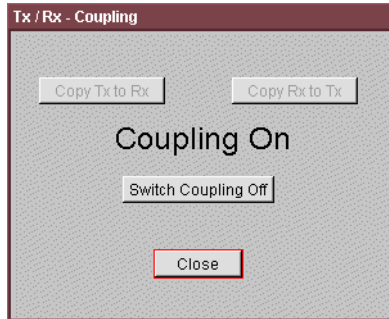 Tx / Rx - Coupling
Copy Tx to Rx
Copy Rx to Tx
Coupling On
Switch Coupling Off
Close